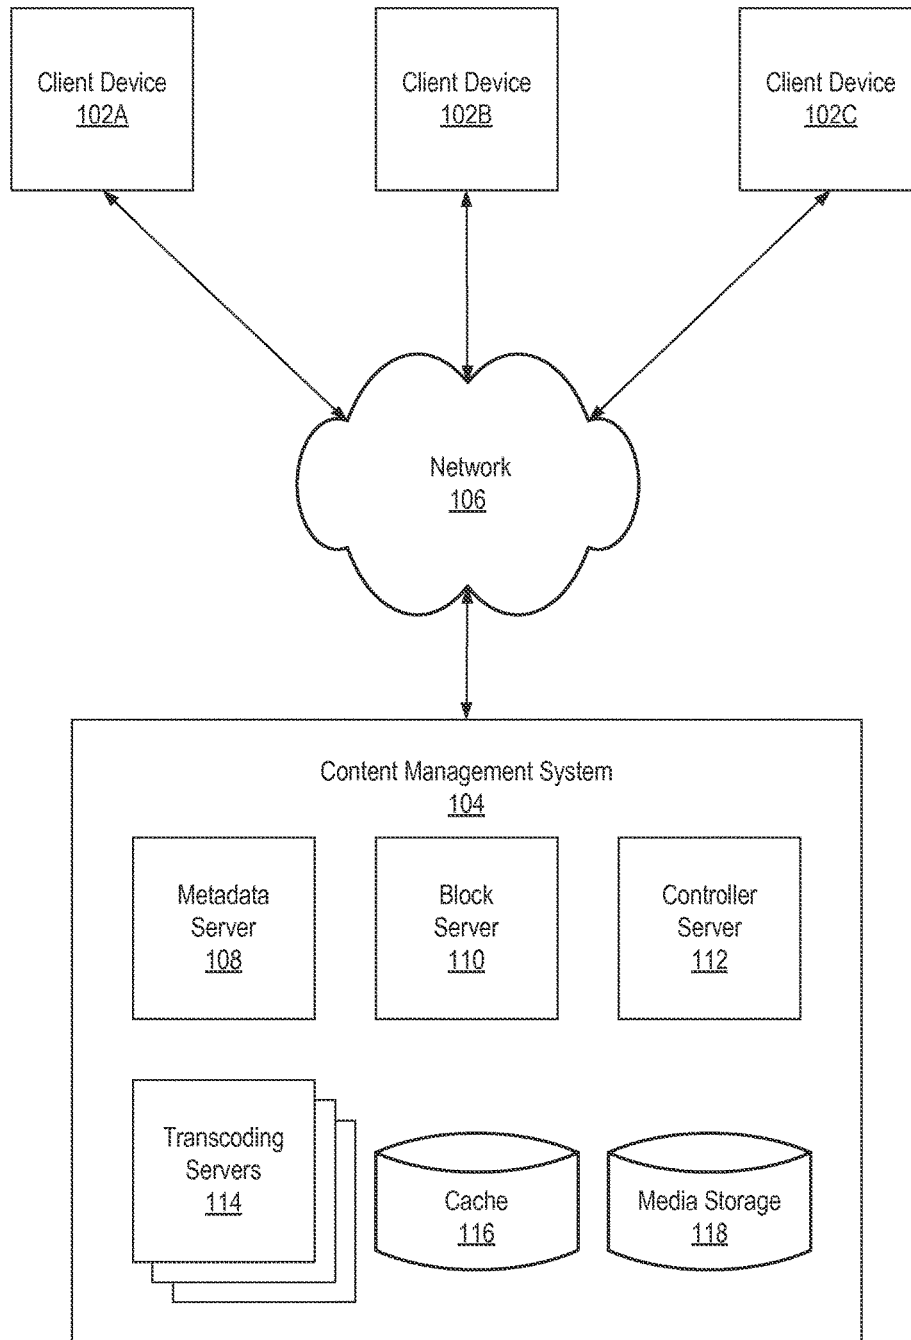 Client Device
102A
Client Device
102B
Client Device
102C
Network
106
Content Management System
104
Metadata
Server
108
Block
Server
110
Controller
Server
112
Transcoding
Servers
114
Cache
116
Media Storage
118